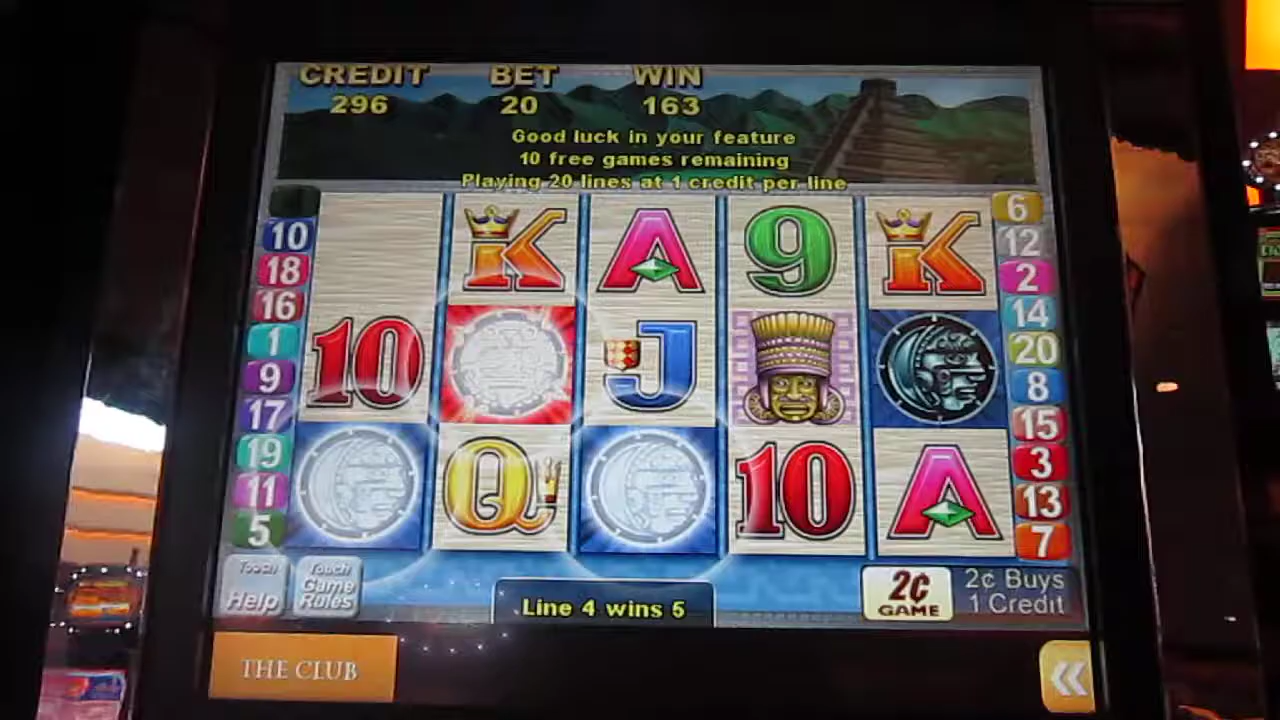 CREDIT BET WIN
296 20 163
Good luck in your feature
10 free games remaining
Playing 20 lines at 1 credit per line
10
18
16
1
9
17
19
11
5
K A 9 K
10 J
Q 10 A
6
12
2
14
20
8
15
3
13
7
Touch Help
Touch Game Rules
Line 4 wins 5
2¢ GAME
2¢ Buys
1 Credit
THE CLUB